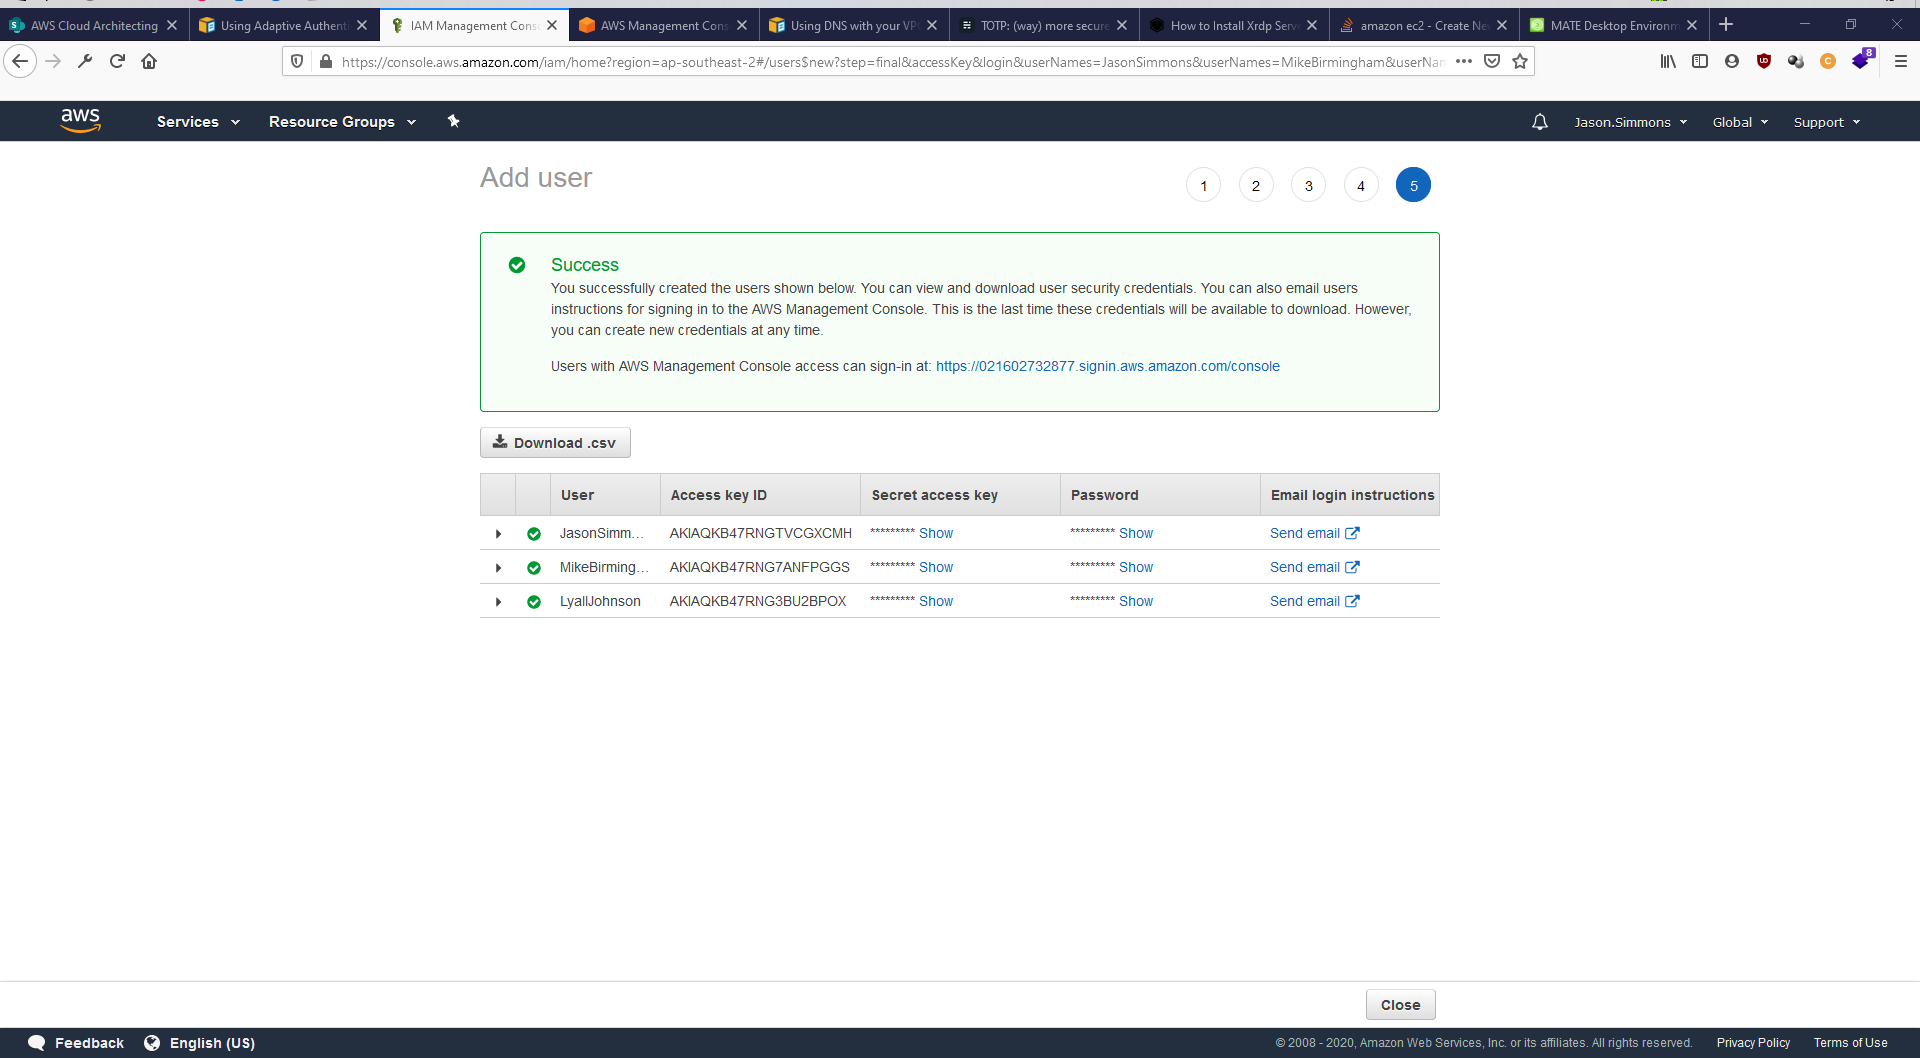 AWS Cloud Architecting
Using Adaptive Authenti
IAM Management Conso
AWS Management Cons
Using DNS with your VPC
TOTP: (way) more secure
How to Install Xrdp Serve
amazon ec2 - Create Ne
MATE Desktop Environm
https://console.aws.amazon.com/iam/home?region=ap-southeast-2#/users$new?step=final&accessKey&login&userNames=JasonSimmons&userNames=MikeBirmingham&userNam
8
aws Services Resource Groups Jason.Simmons Global Support
Add user
1 2 3 4 5
Success
You successfully created the users shown below. You can view and download user security credentials. You can also email users
instructions for signing in to the AWS Management Console. This is the last time these credentials will be available to download. However,
you can create new credentials at any time.
Users with AWS Management Console access can sign-in at: https://021602732877.signin.aws.amazon.com/console
Download .csv
User Access key ID Secret access key Password Email login instructions
JasonSimm… AKIAQKB47RNGTVCGXCMH ********* Show ********* Show Send email
MikeBirming… AKIAQKB47RNG7ANFPGGS ********* Show ********* Show Send email
LyallJohnson AKIAQKB47RNG3BU2BPOX ********* Show ********* Show Send email
Close
Feedback English (US) © 2008 - 2020, Amazon Web Services, Inc. or its affiliates. All rights reserved. Privacy Policy Terms of Use